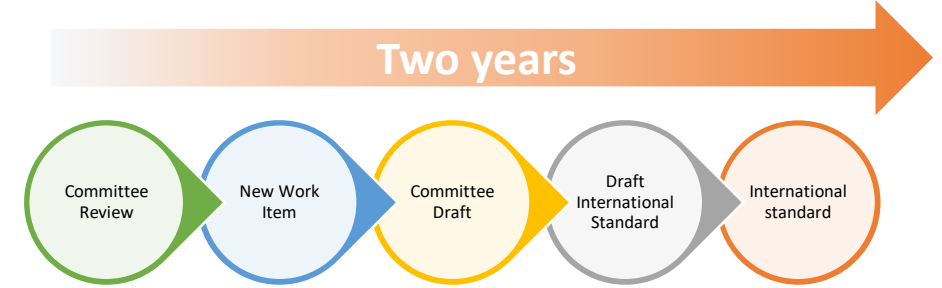 Two years
Committee
Review
New Work
Item
Committee
Draft
Draft
International
Standard
International
standard